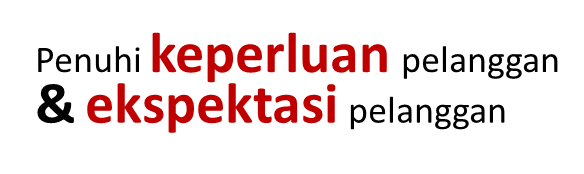 Penuhi keperluan pelanggan
& ekspektasi pelanggan